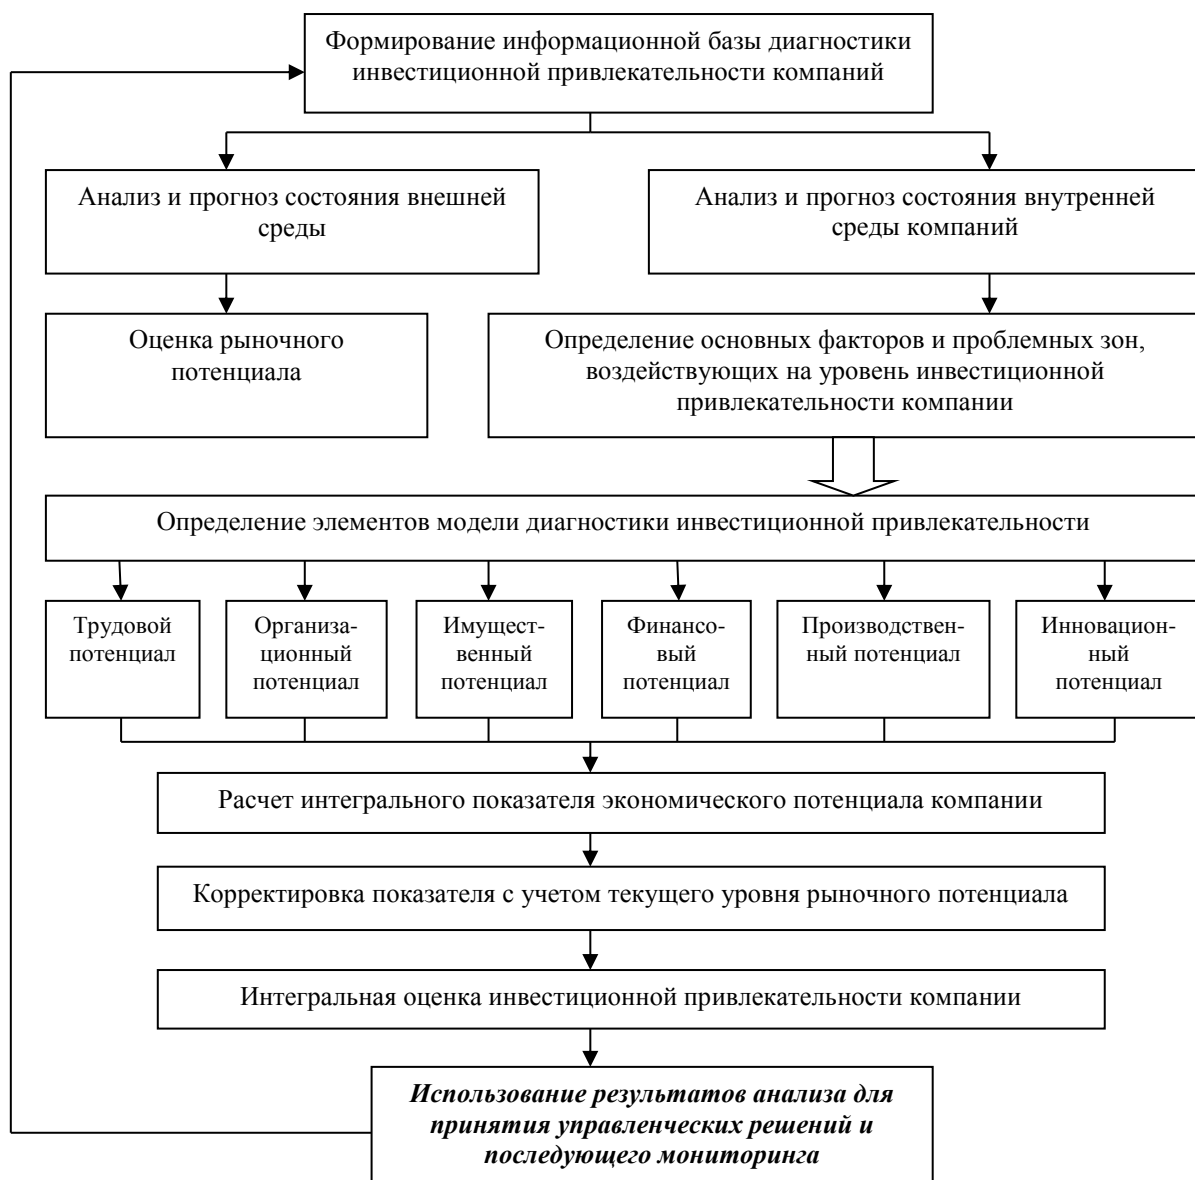 Формирование информационной базы диагностики
инвестиционной привлекательности компаний
Анализ и прогноз состояния внешней
среды
Анализ и прогноз состояния внутренней
среды компаний
Оценка рыночного
потенциала
Определение основных факторов и проблемных зон,
воздействующих на уровень инвестиционной
привлекательности компании
Определение элементов модели диагностики инвестиционной привлекательности
Трудовой
потенциал
Организа-
ционный
потенциал
Имущест-
венный
потенциал
Финансо-
вый
потенциал
Производствен-
ный потенциал
Инновацион-
ный
потенциал
Расчет интегрального показателя экономического потенциала компании
Корректировка показателя с учетом текущего уровня рыночного потенциала
Интегральная оценка инвестиционной привлекательности компании
Использование результатов анализа для
принятия управленческих решений и
последующего мониторинга